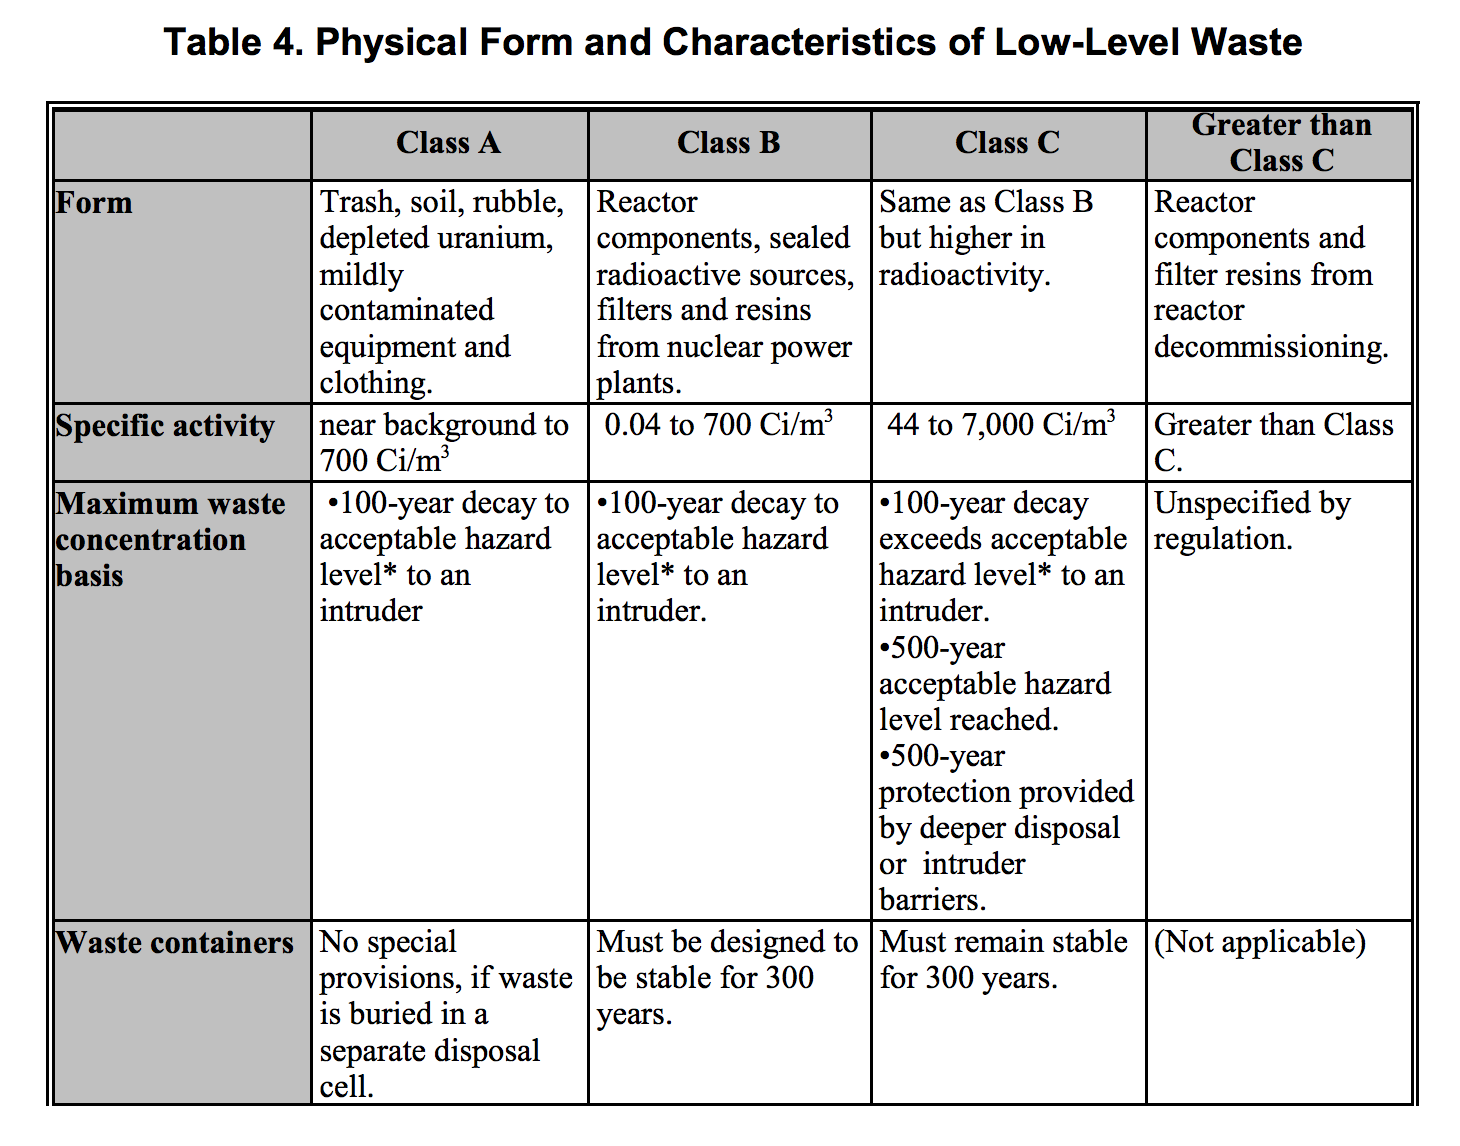 Table 4. Physical Form and Characteristics of Low-Level Waste
Class A
Class B
Class C
Greater than
Class C
Form
Trash, soil, rubble,
depleted uranium,
mildly
contaminated
equipment and
clothing.
Reactor
components, sealed
radioactive sources,
filters and resins
from nuclear power
plants.
Same as Class B
but higher in
radioactivity.
Reactor
components and
filter resins from
reactor
decommissioning.
Specific activity
near background to
700 Ci/m³
0.04 to 700 Ci/m³
44 to 7,000 Ci/m³
Greater than Class
C.
Maximum waste
concentration
basis
•100-year decay to
acceptable hazard
level* to an
intruder
•100-year decay to
acceptable hazard
level* to an
intruder.
•100-year decay
exceeds acceptable
hazard level* to an
intruder.
•500-year
acceptable hazard
level reached.
•500-year
protection provided
by deeper disposal
or intruder
barriers.
Unspecified by
regulation.
Waste containers
No special
provisions, if waste
is buried in a
separate disposal
cell.
Must be designed to
be stable for 300
years.
Must remain stable
for 300 years.
(Not applicable)